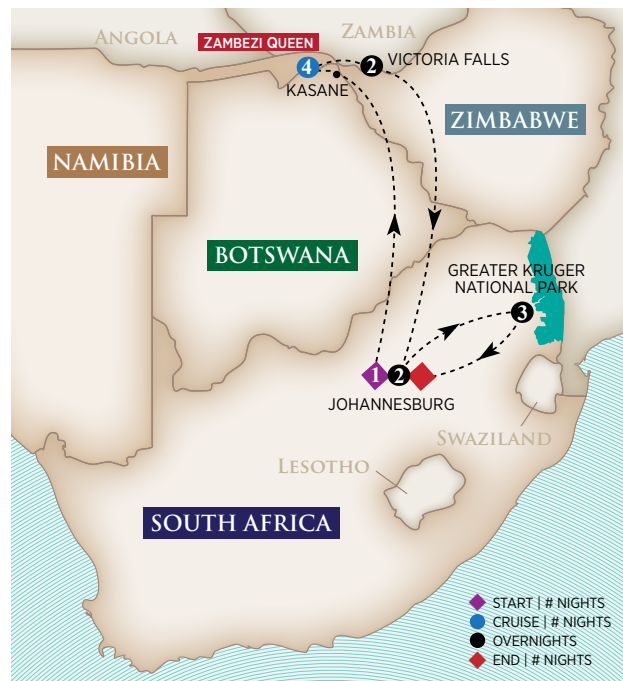 ANGOLA
ZAMBIA
ZAMBEZI QUEEN
4
2
VICTORIA FALLS
KASANE
ZIMBABWE
NAMIBIA
BOTSWANA
GREATER KRUGER
NATIONAL PARK
3
1
2
JOHANNESBURG
SWAZILAND
LESOTHO
SOUTH AFRICA
START | # NIGHTS
CRUISE | # NIGHTS
OVERNIGHTS
END | # NIGHTS